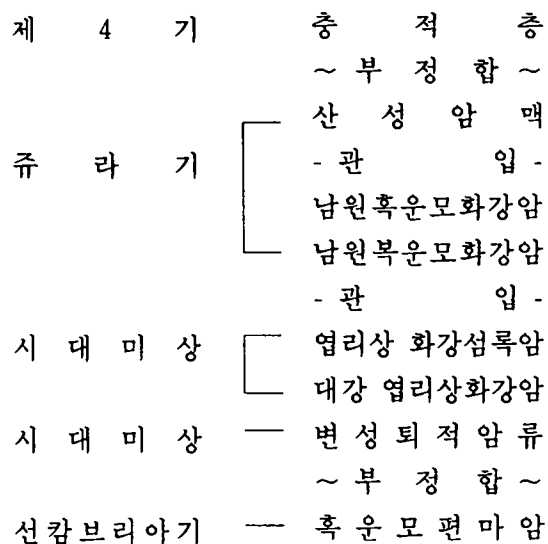 제 4 기 충 적 층
~ 부 정 합 ~
산 성 암 맥
쥬 라 기 - 관 입 -
남원흑운모화강암
남원복운모화강암
- 관 입 -
시 대 미 상 엽리상 화강섬록암
대강 엽리상화강암
시 대 미 상 변 성 퇴 적 암 류
~ 부 정 합 ~
선캄브리아기 흑 운 모 편 마 암